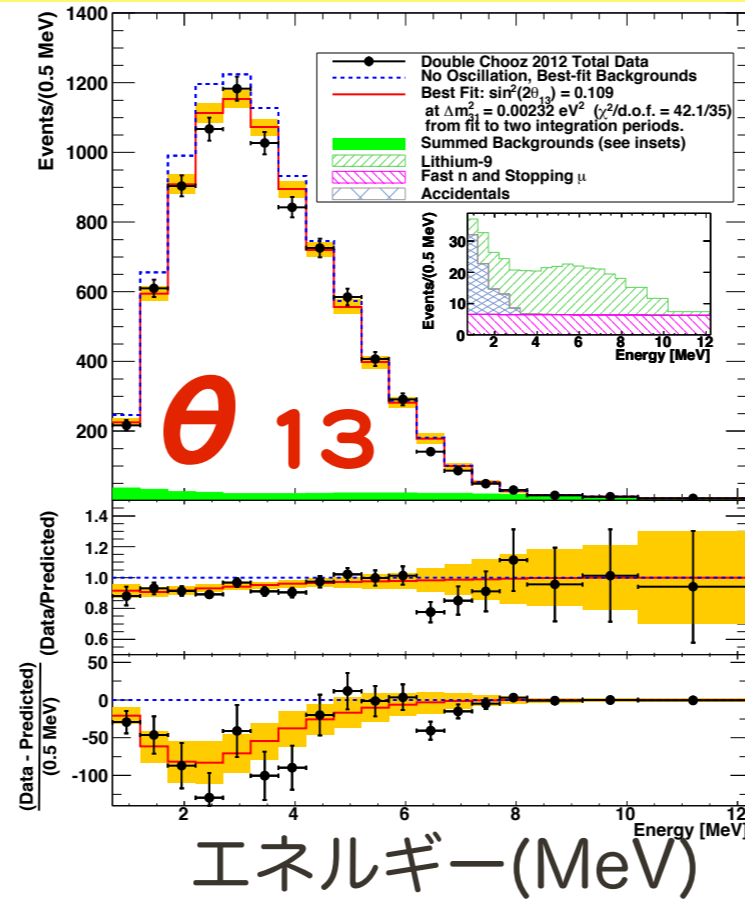 1400
1200
1000
800
600
400
200
Events/(0.5 MeV)
Double Chooz 2012 Total Data
No Oscillation, Best-fit Backgrounds
Best Fit: sin²(2θ₁₃) = 0.109
at Δm²₃₁ = 0.00232 eV² (χ²/d.o.f. = 42.1/35)
from fit to two integration periods.
Summed Backgrounds (see insets)
Lithium-9
Fast n and Stopping μ
Accidentals
Events/(0.5 MeV)
30
20
10
0
2 4 6 8 10 12
Energy [MeV]
θ 13
(Data/Predicted)
1.4
1.2
1.0
0.8
0.6
(Data - Predicted)
(0.5 MeV)
50
0
-50
-100
2 4 6 8 10 12
Energy [MeV]
エネルギー(MeV)